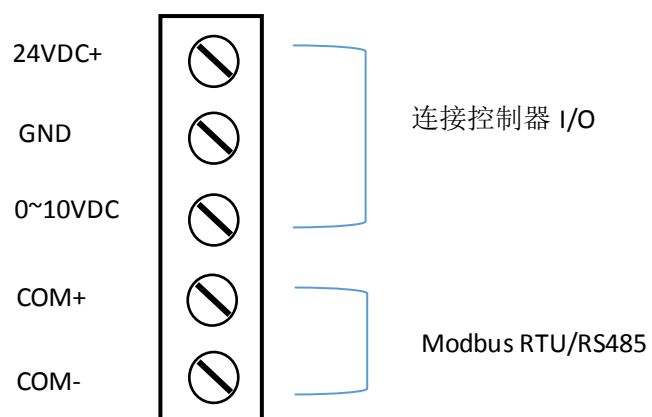 24VDC+
GND
连接控制器 I/O
0~10VDC
COM+
Modbus RTU/RS485
COM-